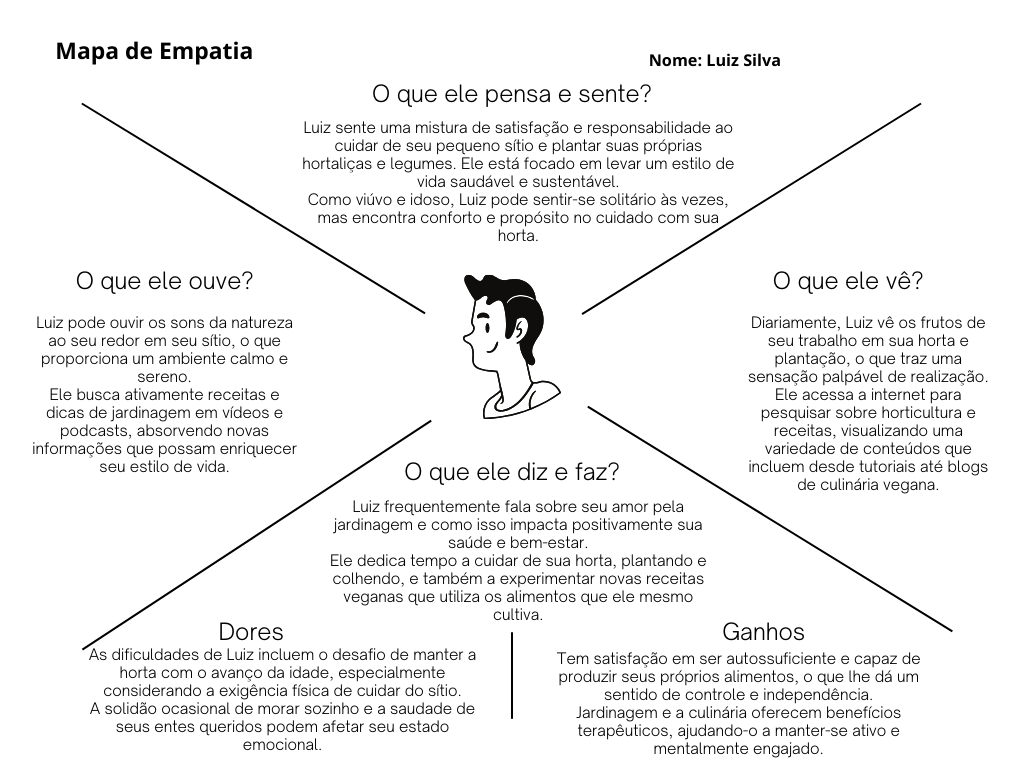 Mapa de Empatia
Nome: Luiz Silva
O que ele pensa e sente?
Luiz sente uma mistura de satisfação e responsabilidade ao
cuidar de seu pequeno sítio e plantar suas próprias
hortaliças e legumes. Ele está focado em levar um estilo de
vida saudável e sustentável.
Como viúvo e idoso, Luiz pode sentir-se solitário às vezes,
mas encontra conforto e propósito no cuidado com sua
horta.
O que ele ouve?
Luiz pode ouvir os sons da natureza
ao seu redor em seu sítio, o que
proporciona um ambiente calmo e
sereno.
Ele busca ativamente receitas e
dicas de jardinagem em vídeos e
podcasts, absorvendo novas
informações que possam enriquecer
seu estilo de vida.
O que ele vê?
Diariamente, Luiz vê os frutos de
seu trabalho em sua horta e
plantação, o que traz uma
sensação palpável de realização.
Ele acessa a internet para
pesquisar sobre horticultura e
receitas, visualizando uma
variedade de conteúdos que
incluem desde tutoriais até blogs
de culinária vegana.
O que ele diz e faz?
Luiz frequentemente fala sobre seu amor pela
jardinagem e como isso impacta positivamente sua
saúde e bem-estar.
Ele dedica tempo a cuidar de sua horta, plantando e
colhendo, e também a experimentar novas receitas
veganas que utiliza os alimentos que ele mesmo
cultiva.
Dores
As dificuldades de Luiz incluem o desafio de manter a
horta com o avanço da idade, especialmente
considerando a exigência física de cuidar do sítio.
A solidão ocasional de morar sozinho e a saudade de
seus entes queridos podem afetar seu estado
emocional.
Ganhos
Tem satisfação em ser autossuficiente e capaz de
produzir seus próprios alimentos, o que lhe dá um
sentido de controle e independência.
Jardinagem e a culinária oferecem benefícios
terapêuticos, ajudando-o a manter-se ativo e
mentalmente engajado.